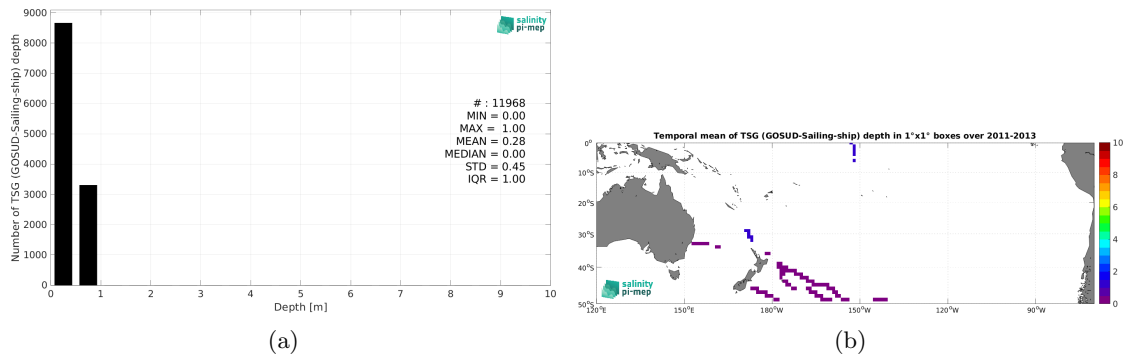 9000
8000
7000
6000
5000
4000
3000
2000
1000
0
Number of TSG (GOSUD-Sailing-ship) depth
salinity
pi-mep
# : 11968
MIN = 0.00
MAX = 1.00
MEAN = 0.28
MEDIAN = 0.00
STD = 0.45
IQR = 1.00
0 1 2 3 4 5 6 7 8 9 10
Depth [m]
(a)
Temporal mean of TSG (GOSUD-Sailing-ship) depth in 1°x1° boxes over 2011-2013
0°
10°S
20°S
30°S
40°S
50°S
120°E 150°E 180°W 150°W 120°W 90°W
salinity
pi-mep
10
8
6
4
2
0
(b)